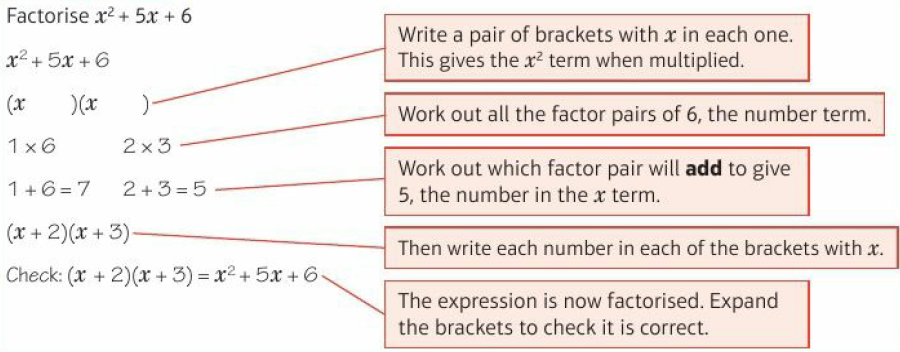 Factorise x² + 5x + 6
x² + 5x + 6
(x      )(x      )
Write a pair of brackets with x in each one.
This gives the x² term when multiplied.
1 × 6      2 × 3
Work out all the factor pairs of 6, the number term.
1 + 6 = 7    2 + 3 = 5
Work out which factor pair will add to give
5, the number in the x term.
(x + 2)(x + 3)
Then write each number in each of the brackets with x.
Check: (x + 2)(x + 3) = x² + 5x + 6
The expression is now factorised. Expand
the brackets to check it is correct.